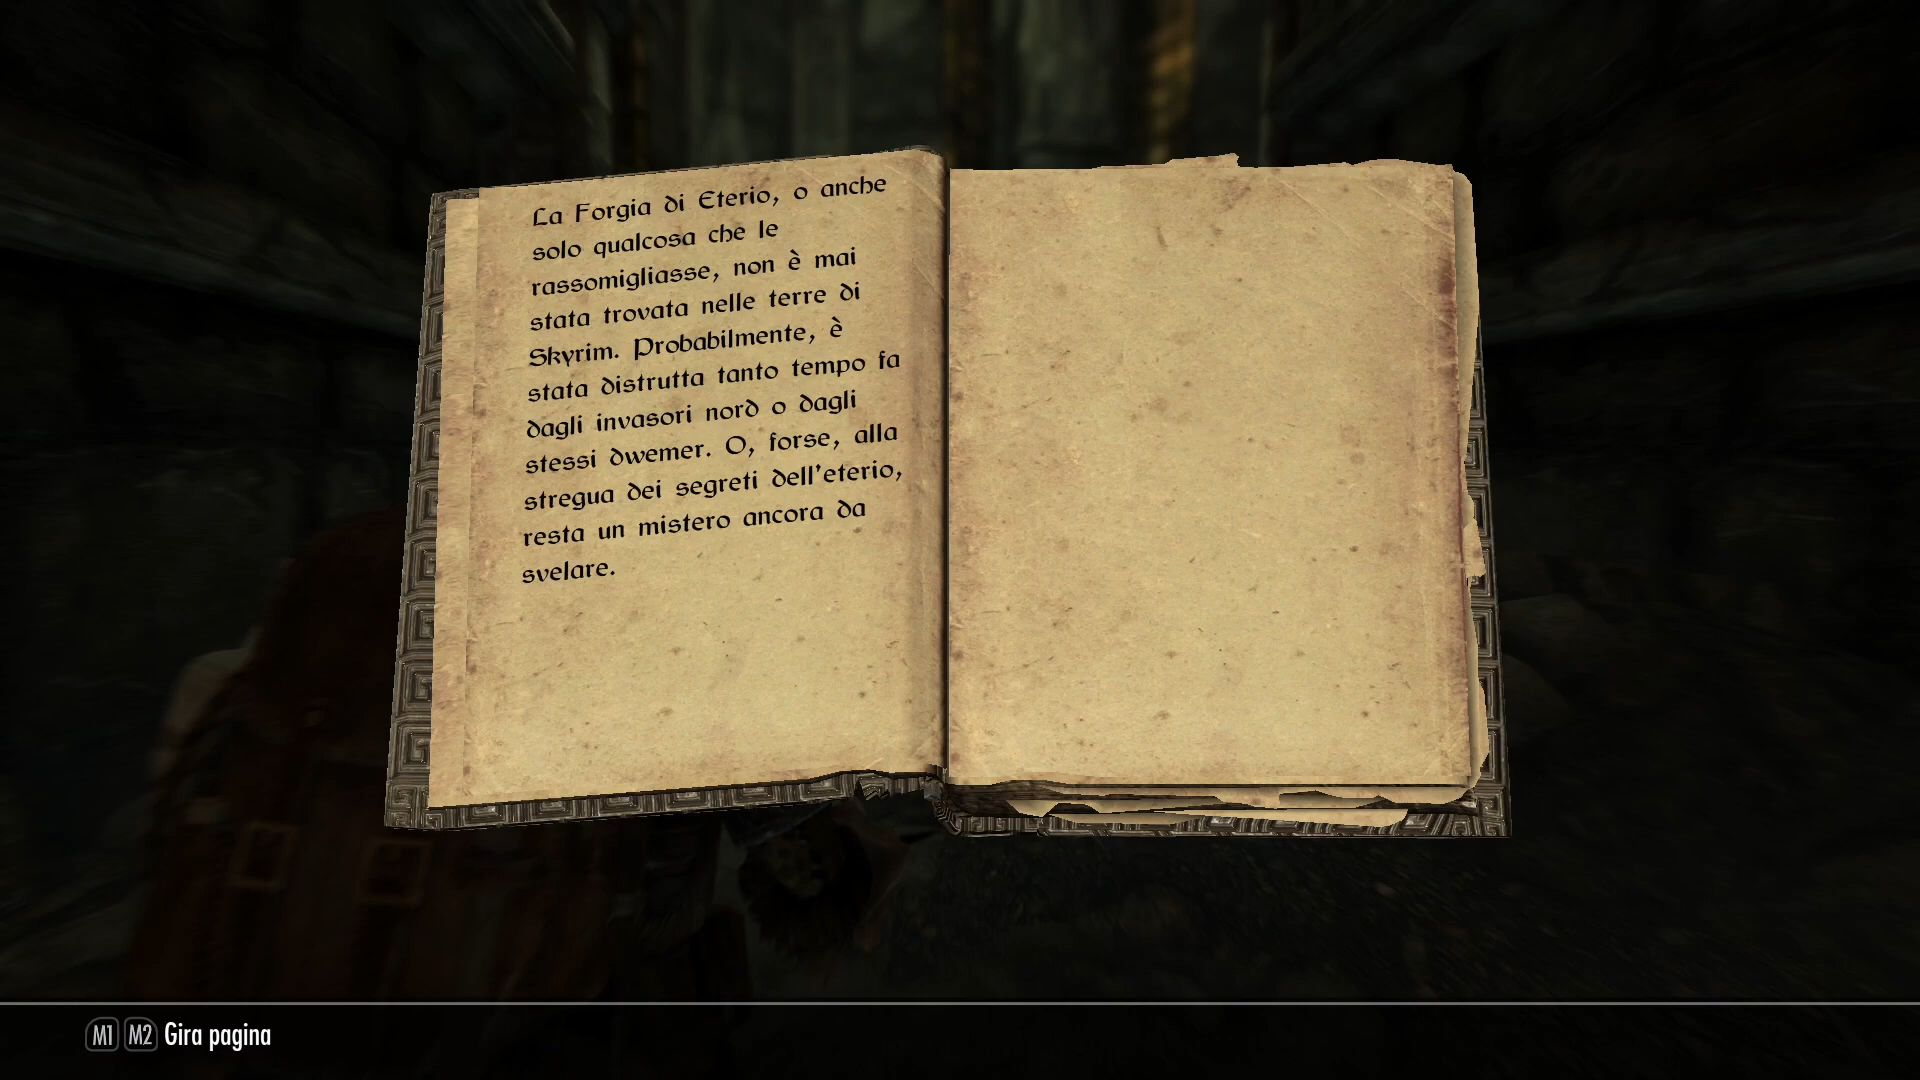 La Forgia di Eterio, o anche
solo qualcosa che le
rassomigliasse, non è mai
stata trovata nelle terre di
Skyrim. Probabilmente, è
stata distrutta tanto tempo fa
dagli invasori nord o dagli
stessi dwemer. O, forse, alla
stregua dei segreti dell'eterio,
resta un mistero ancora da
svelare.
M1 M2 Gira pagina